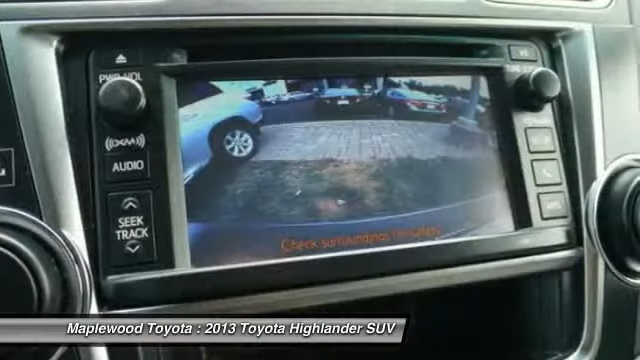 PWR·VOL
((XM))
AUDIO
SEEK
TRACK
Check surroundings for safety.
Maplewood Toyota : 2013 Toyota Highlander SUV